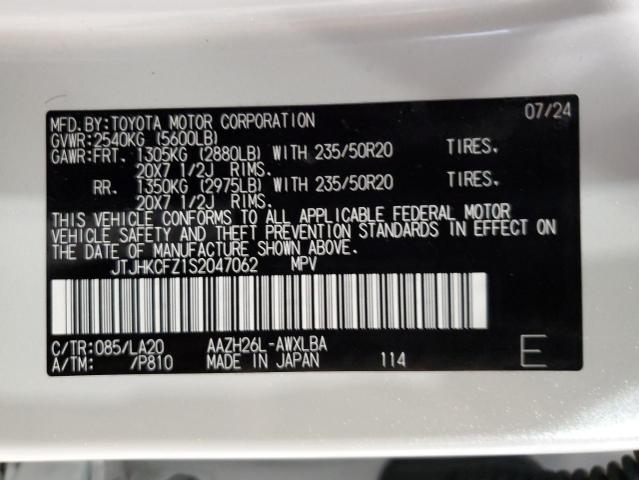 MFD.BY:TOYOTA MOTOR CORPORATION 07/24
GVWR:2540KG (5600LB)
GAWR:FRT. 1305KG (2880LB) WITH 235/50R20 TIRES.
20X7 1/2J RIMS.
RR. 1350KG (2975LB) WITH 235/50R20 TIRES.
20X7 1/2J RIMS.
THIS VEHICLE CONFORMS TO ALL APPLICABLE FEDERAL MOTOR
VEHICLE SAFETY AND THEFT PREVENTION STANDARDS IN EFFECT ON
THE DATE OF MANUFACTURE SHOWN ABOVE.
JTJHKCFZ1S2047062 MPV
C/TR:085/LA20 AAZH26L-AWXLBA
A/TM: /P810 MADE IN JAPAN 114 E